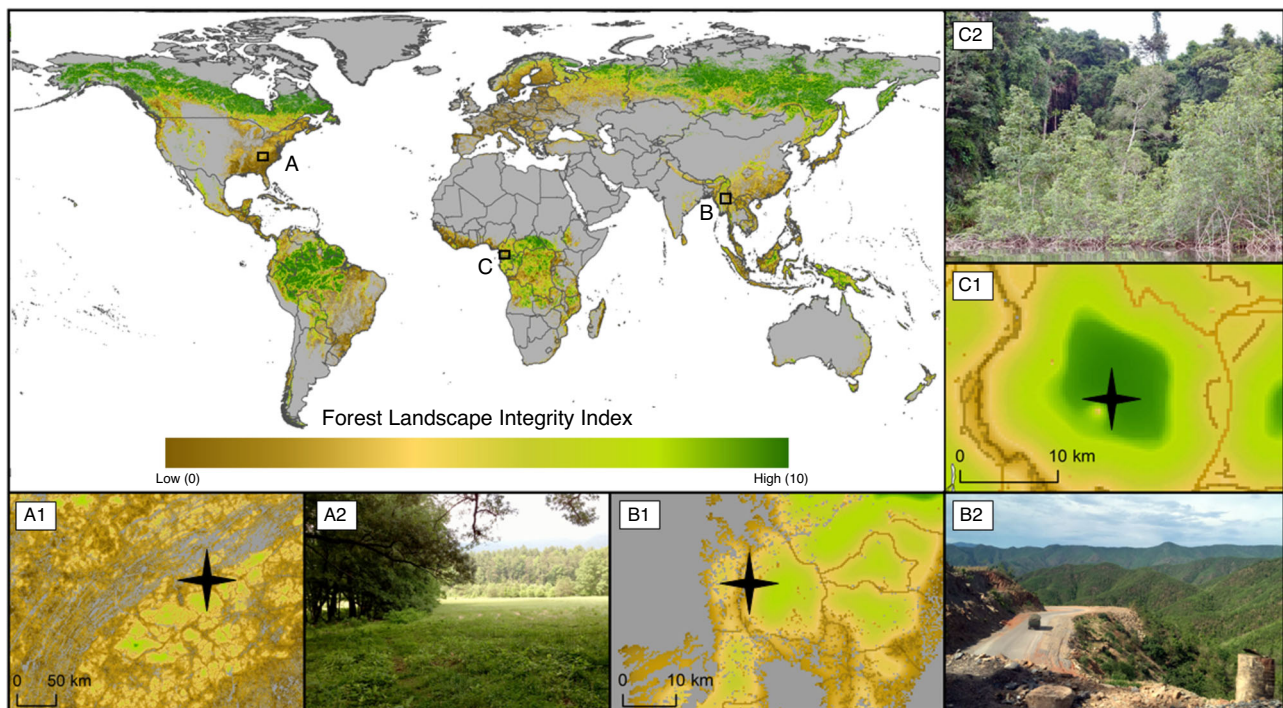 A
B
C
Forest Landscape Integrity Index
Low (0)
High (10)
C2
C1
0 10 km
A1
0 50 km
A2
B1
0 10 km
B2